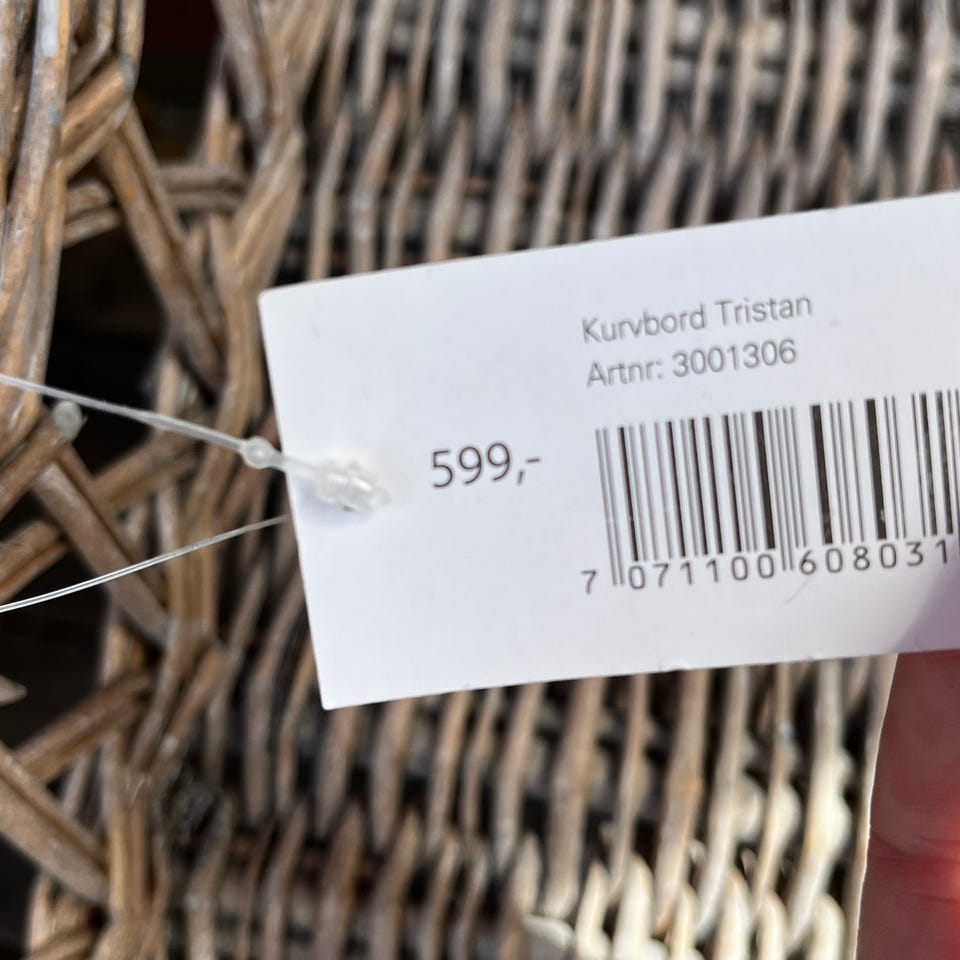 Kurvbord Tristan
Artnr: 3001306
599,-
7 071100 608031